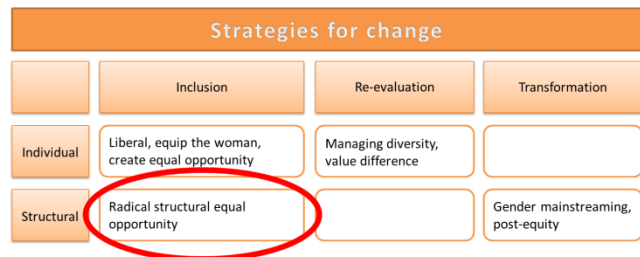 Strategies for change
Inclusion
Re-evaluation
Transformation
Individual
Liberal, equip the woman,
create equal opportunity
Managing diversity,
value difference
Structural
Radical structural equal
opportunity
Gender mainstreaming,
post-equity